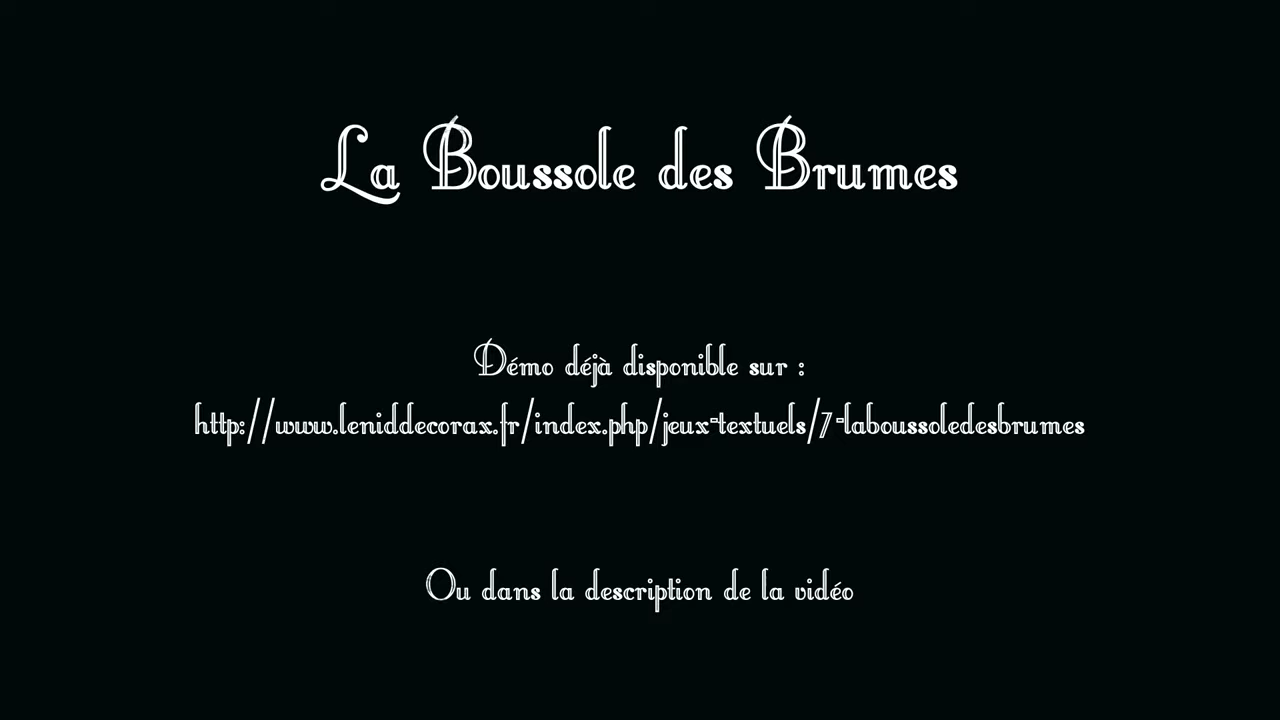 La Boussole des Brumes
Démo déjà disponible sur :
http://www.leniddecorax.fr/index.php/jeux-textuels/7-laboussoledesbrumes
Ou dans la description de la vidéo